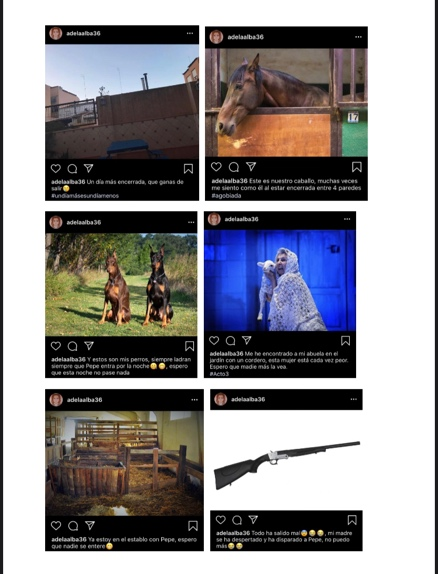 adelaalba36
adelaalba36 Un día más encerrada, que ganas de
salir
#undiamásesundíamenos
adelaalba36
17
adelaalba36 Este es nuestro caballo, muchas veces
me siento como él al estar encerrada entre 4 paredes
#agobiada
adelaalba36
adelaalba36 Y estos son mis perros, siempre ladran
siempre que Pepe entra por la noche, espero
que esta noche no pase nada
adelaalba36
adelaalba36 Me he encontrado a mi abuela en el
jardín con un cordero, esta mujer está cada vez peor.
Espero que madie más la vea.
#Acto3
adelaalba36
adelaalba36 Ya estoy en el establo con Pepe, espero
que nadie se entere
adelaalba36
adelaalba36 Todo ha salido mal, mi madre
se ha despertado y ha disparado a Pepe, no puedo
más